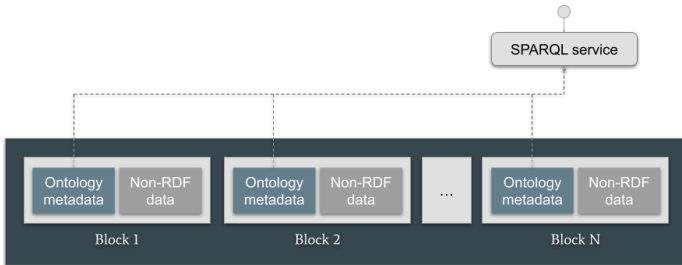 SPARQL service
Ontology metadata
Non-RDF data
Ontology metadata
Non-RDF data
...
Ontology metadata
Non-RDF data
Block 1
Block 2
Block N